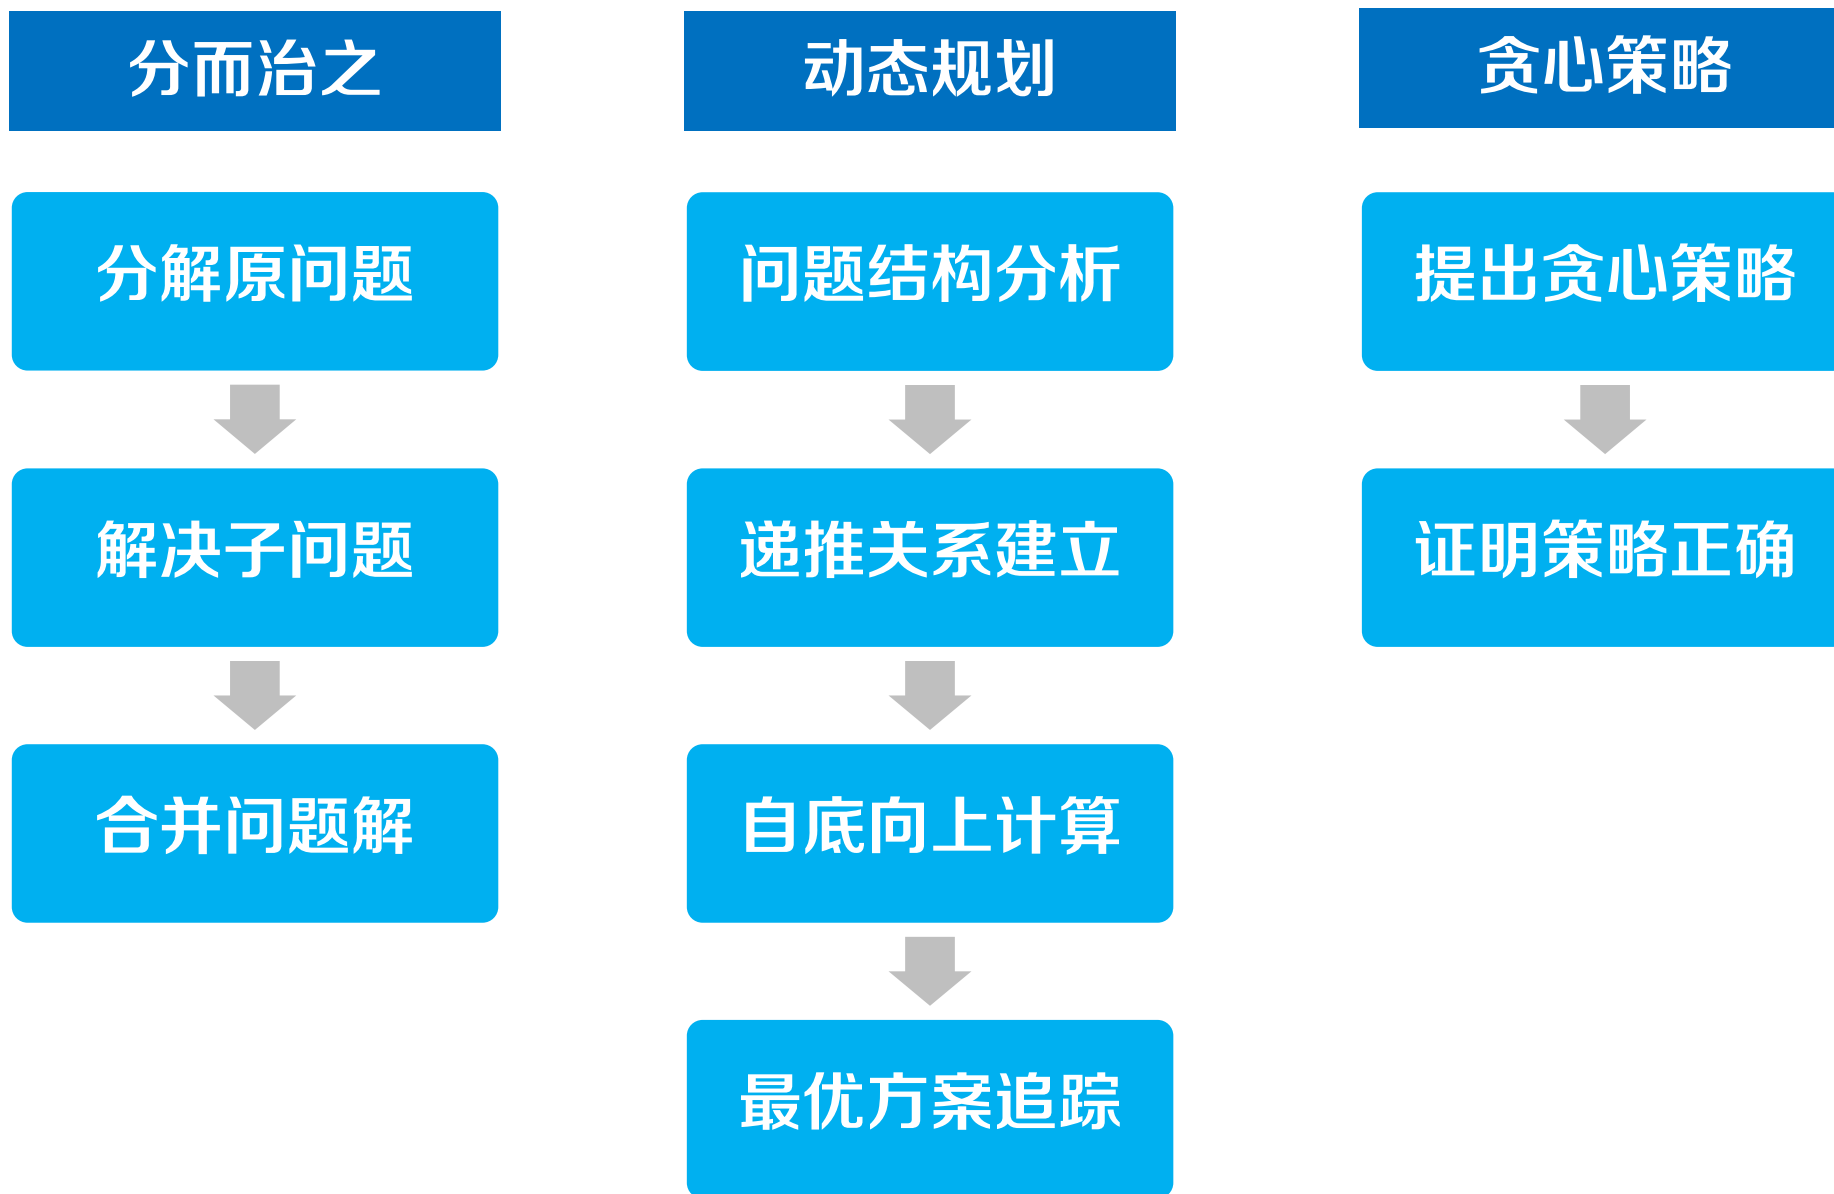 分而治之
分解原问题
解决子问题
合并问题解
动态规划
问题结构分析
递推关系建立
自底向上计算
最优方案追踪
贪心策略
提出贪心策略
证明策略正确